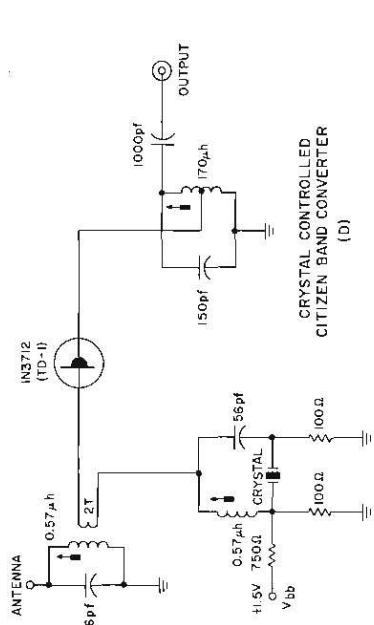 ANTENNA
6pf
0.57μh
2T
1N3712
(TD-1)
1000pf
OUTPUT
170μh
150pf
+1.5V
Vbb
750Ω
0.57μh
CRYSTAL
56pf
100Ω
100Ω
CRYSTAL CONTROLLED
CITIZEN BAND CONVERTER
(D)